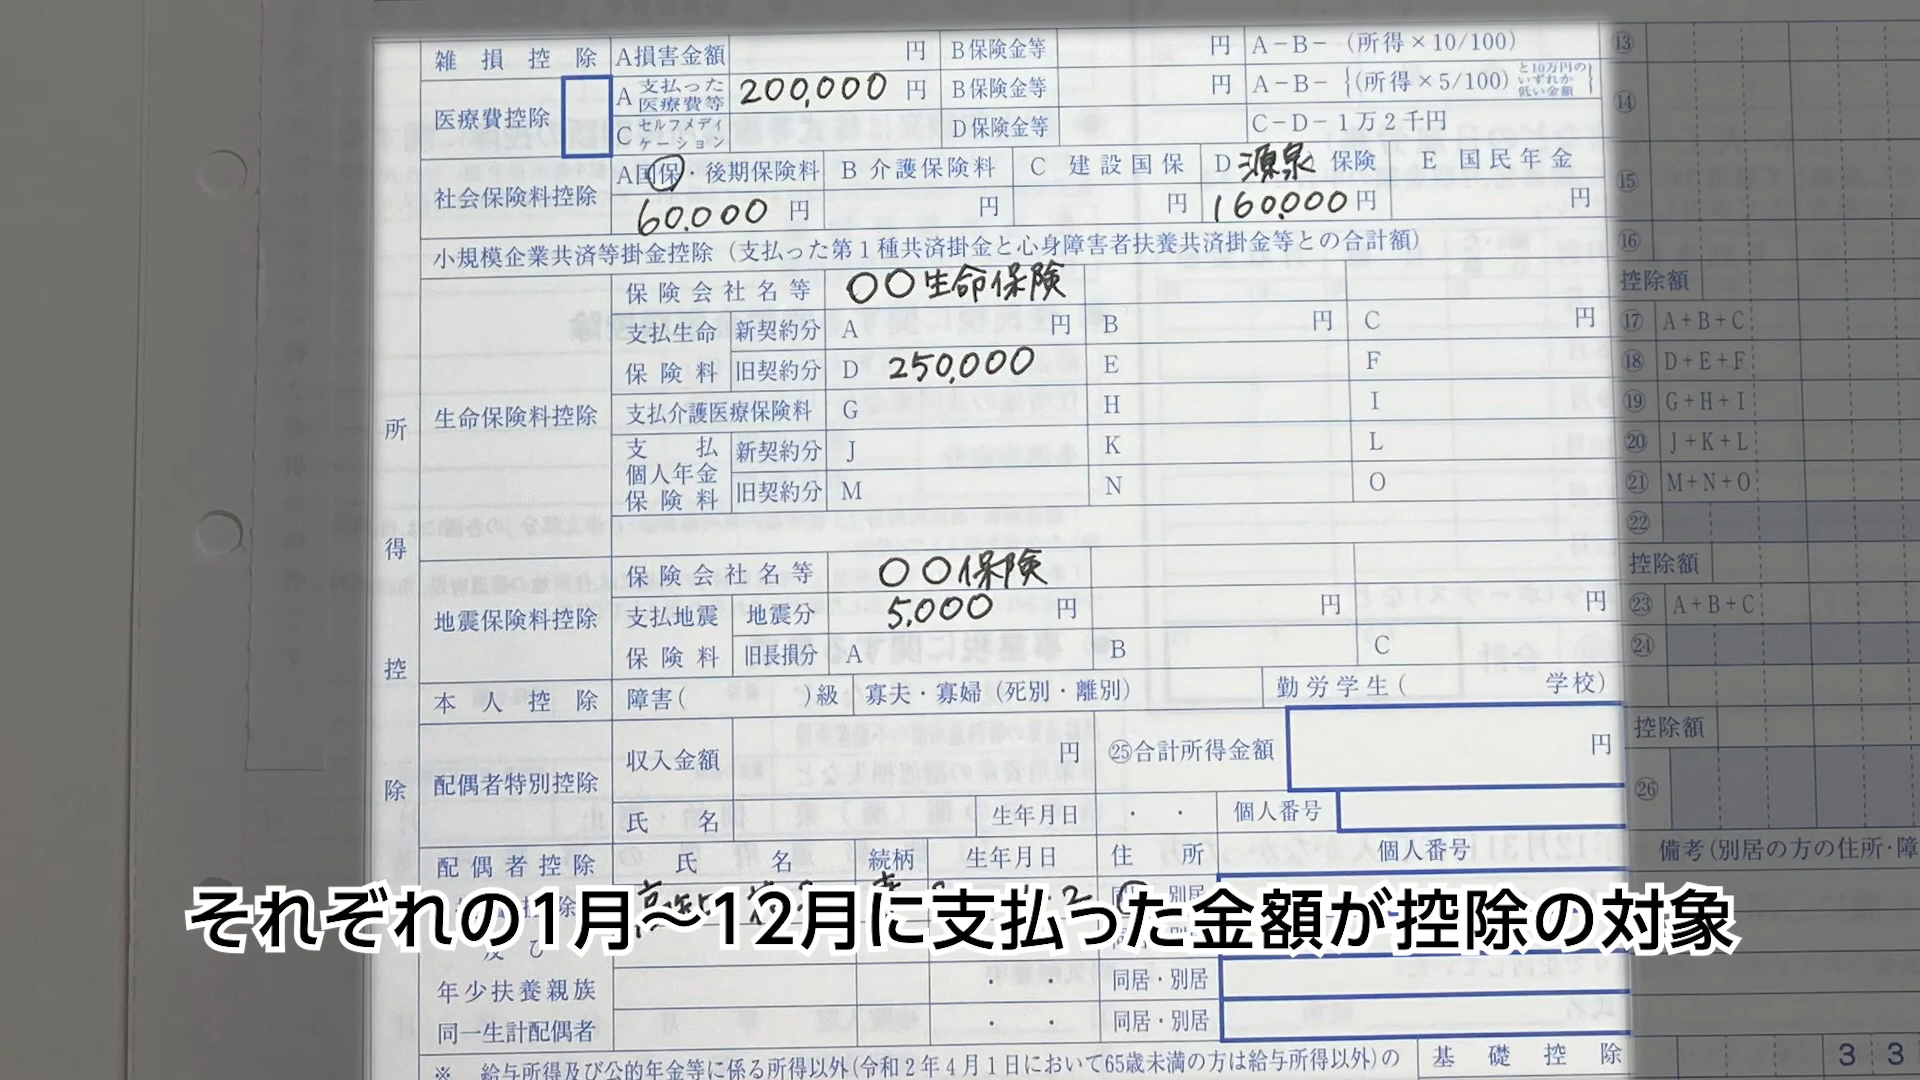 雑損控除 A損害金額 円 B保険金等 円 A－B－(所得×10/100) ⑬
医療費控除 A支払った医療費等 200,000 円 B保険金等 円 A－B－{(所得×5/100)と10万円のいずれか低い金額} ⑭
Cセルフメディケーション D保険金等 C－D－1万2千円
社会保険料控除 A国保・後期保険料 B介護保険料 C建設国保 D源泉保険 E国民年金 ⑮
60,000円 円 円 160,000円 円
小規模企業共済等掛金控除（支払った第1種共済掛金と心身障害者扶養共済掛金等との合計額） ⑯
所得控除
生命保険料控除 保険会社名等 〇〇生命保険 控除額
支払生命保険料 新契約分 A 円 B 円 C 円 ⑰ A+B+C
旧契約分 D 250,000 E F ⑱ D+E+F
支払介護医療保険料 G H I ⑲ G+H+I
支払個人年金保険料 新契約分 J K L ⑳ J+K+L
旧契約分 M N O ㉑ M+N+O
㉒
地震保険料控除 保険会社名等 〇〇保険 控除額
支払地震保険料 地震分 5,000 円 円 円 ㉓ A+B+C
旧長損分 A B C ㉔
本人控除 障害( )級 寡夫・寡婦（死別・離別） 勤労学生( 学校)
配偶者特別控除 収入金額 円 ㉕合計所得金額 円 控除額
氏名 生年月日 ・ ・ 個人番号 ㉖
配偶者控除 氏名 続柄 生年月日 住所 個人番号 備考(別居の方の住所・障
それぞれの1月〜12月に支払った金額が控除の対象
及び
年少扶養親族 ・ ・ 同居・別居
同一生計配偶者 ・ ・ 同居・別居
※ 給与所得及び公的年金等に係る所得以外(令和2年4月1日において65歳未満の方は給与所得以外)の 基礎控除 3 3